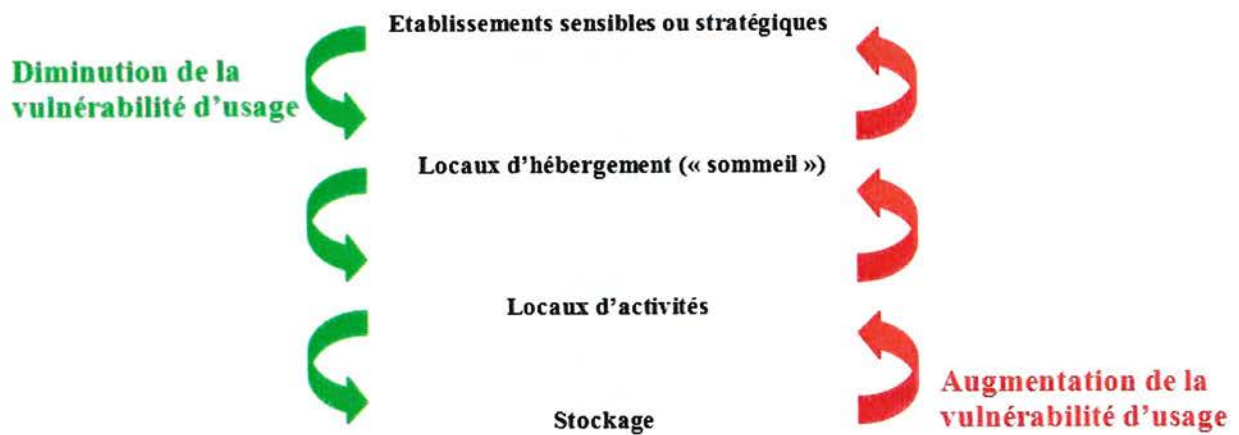 Etablissements sensibles ou stratégiques
Diminution de la
vulnérabilité d’usage
Locaux d’hébergement (« sommeil »)
Locaux d’activités
Augmentation de la
vulnérabilité d’usage
Stockage